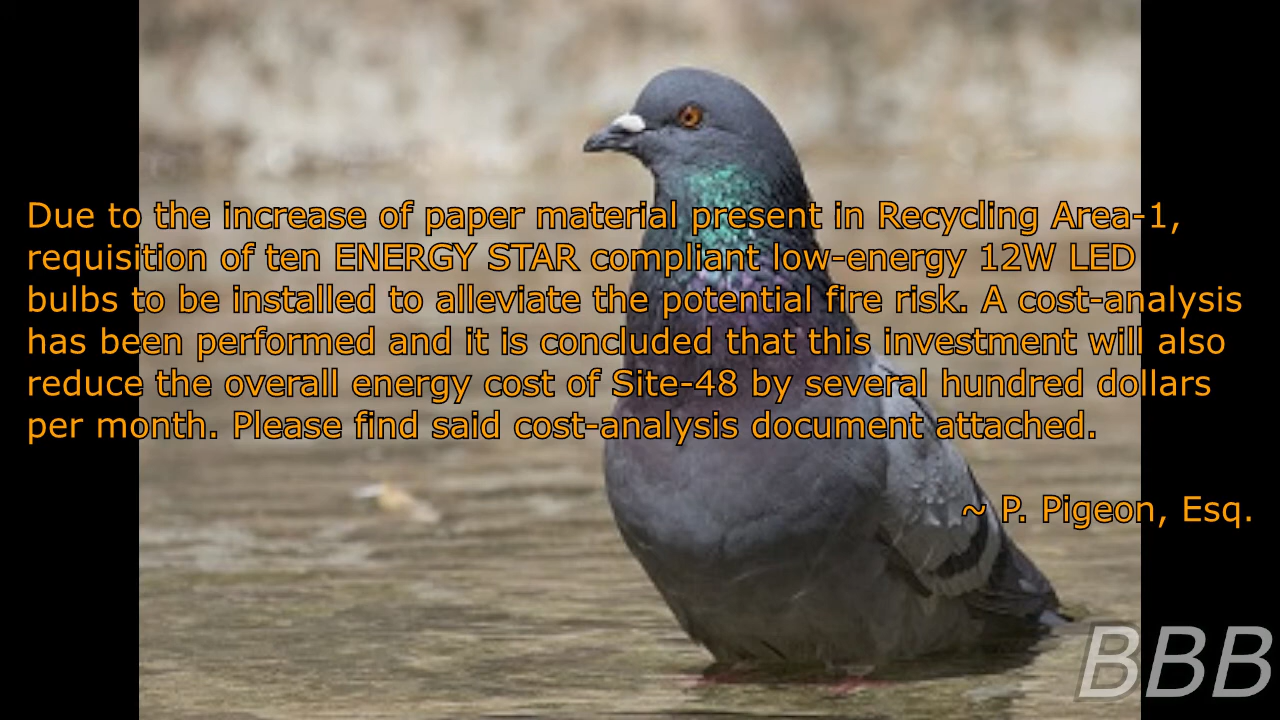 Due to the increase of paper material present in Recycling Area-1,
requisition of ten ENERGY STAR compliant low-energy 12W LED
bulbs to be installed to alleviate the potential fire risk. A cost-analysis
has been performed and it is concluded that this investment will also
reduce the overall energy cost of Site-48 by several hundred dollars
per month. Please find said cost-analysis document attached.
~ P. Pigeon, Esq.
BBB